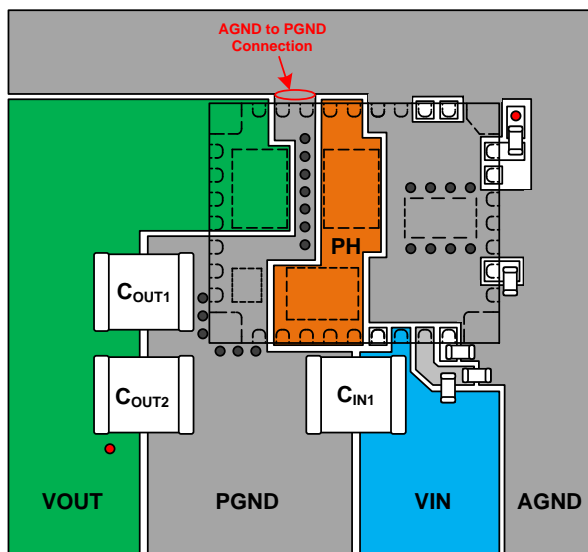 AGND to PGND
Connection
PH
COUT1
COUT2
CIN1
VOUT
PGND
VIN
AGND